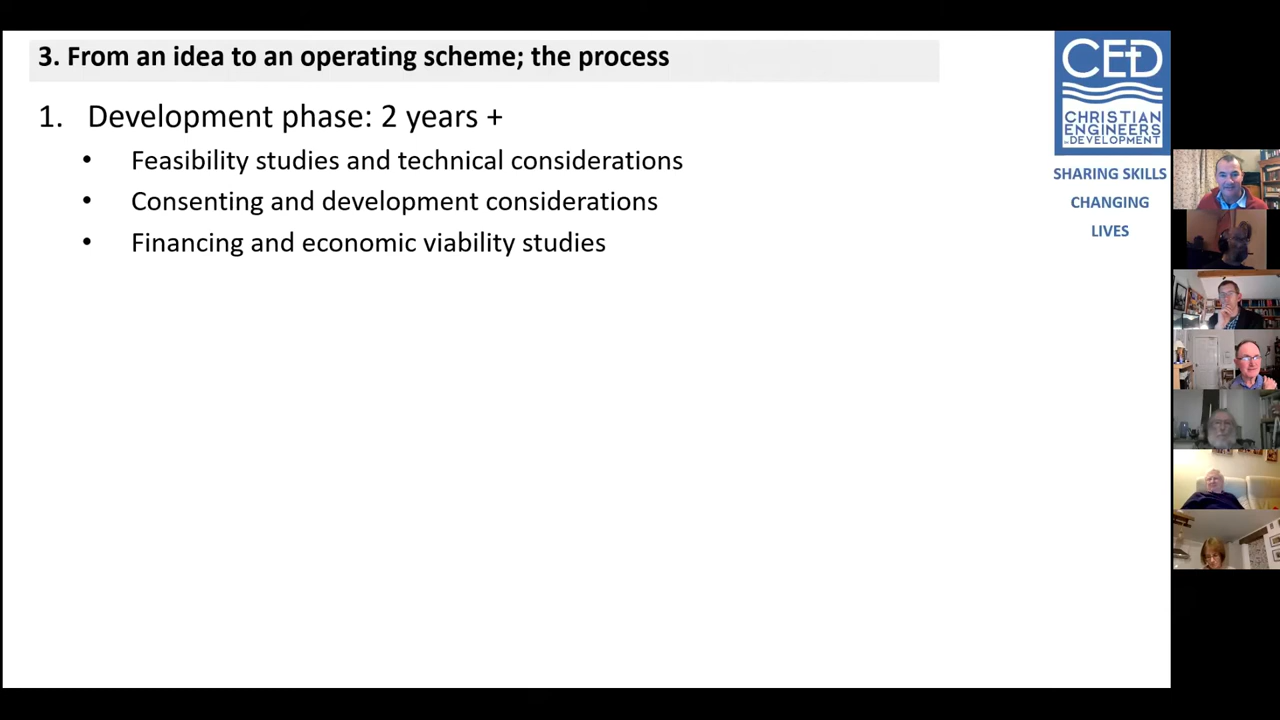 3. From an idea to an operating scheme; the process
1. Development phase: 2 years +
• Feasibility studies and technical considerations
• Consenting and development considerations
• Financing and economic viability studies
CED
CHRISTIAN
ENGINEERS
in DEVELOPMENT
SHARING SKILLS
CHANGING
LIVES